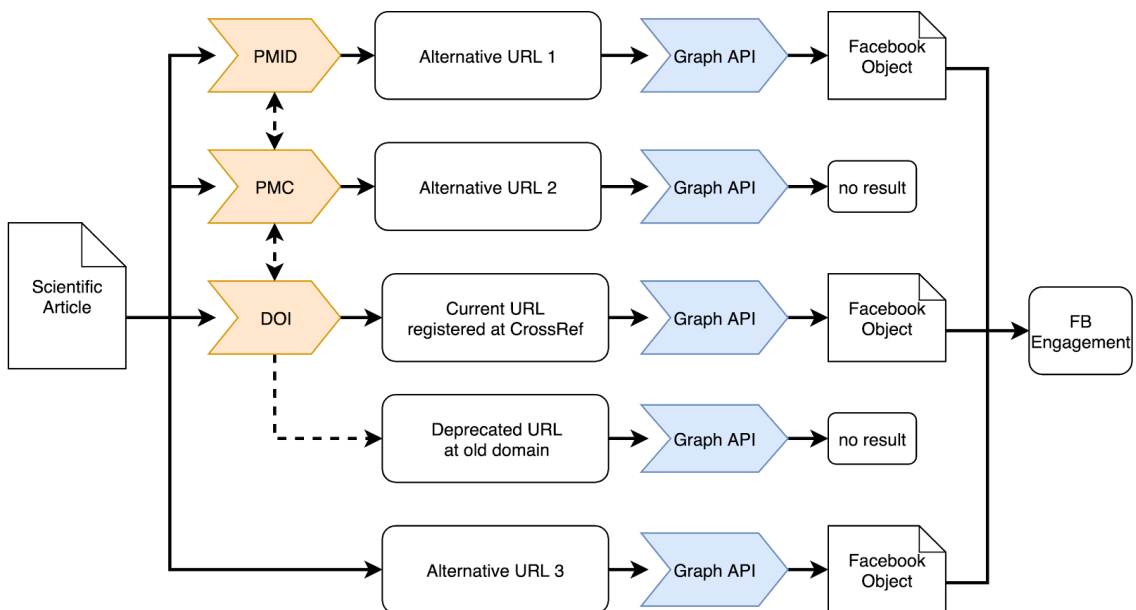 PMID
Alternative URL 1
Graph API
Facebook
Object
PMC
Alternative URL 2
Graph API
no result
Scientific
Article
DOI
Current URL
registered at CrossRef
Graph API
Facebook
Object
FB
Engagement
Deprecated URL
at old domain
Graph API
no result
Alternative URL 3
Graph API
Facebook
Object